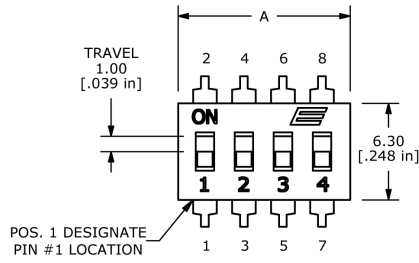 A
TRAVEL
1.00
[.039 in]
2 4 6 8
ON
6.30
[.248 in]
1 2 3 4
POS. 1 DESIGNATE
PIN #1 LOCATION
1 3 5 7